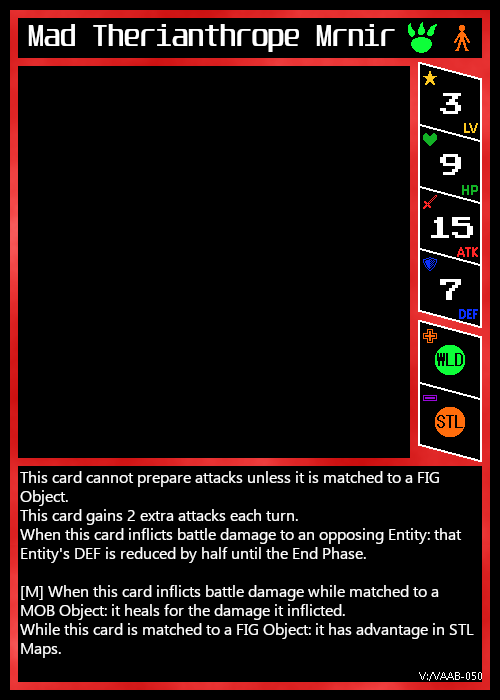 Mad Therianthrope Mrnir
3
LV
9
HP
15
ATK
7
DEF
WLD
STL
This card cannot prepare attacks unless it is matched to a FIG
Object.
This card gains 2 extra attacks each turn.
When this card inflicts battle damage to an opposing Entity: that
Entity's DEF is reduced by half until the End Phase.
[M] When this card inflicts battle damage while matched to a
MOB Object: it heals for the damage it inflicted.
While this card is matched to a FIG Object: it has advantage in STL
Maps.
V:/VAAB-050